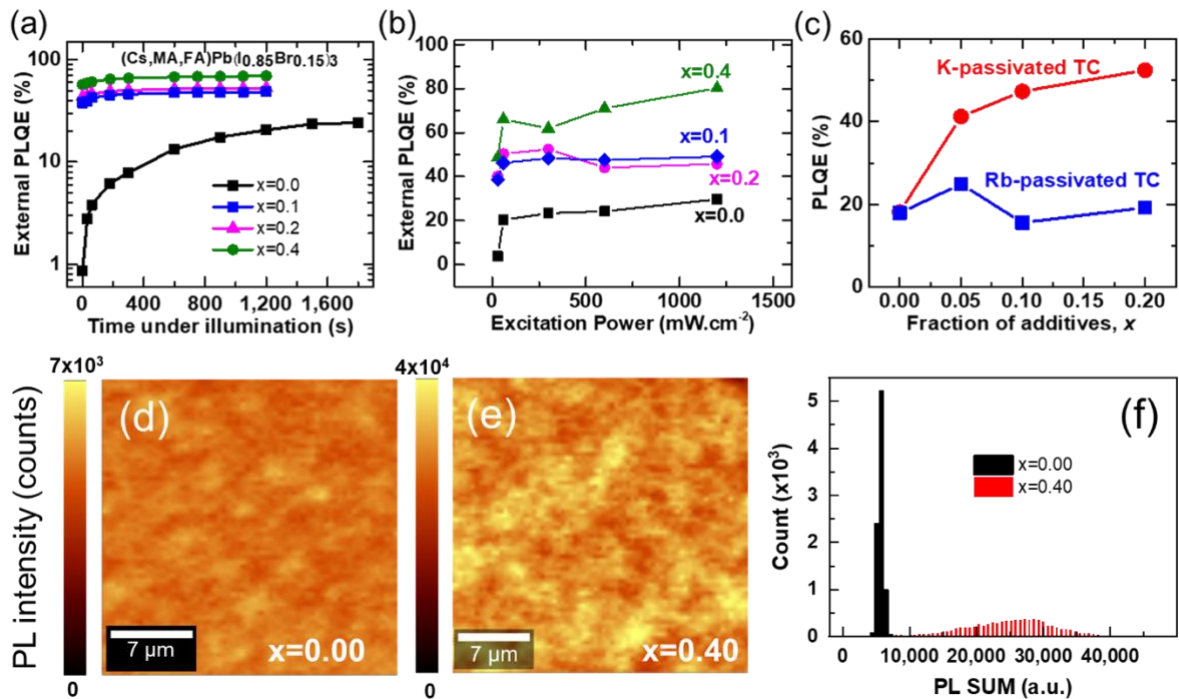 (a)
(Cs,MA,FA)Pb(I0.85Br0.15)3
External PLQE (%)
100
10
1
x=0.0
x=0.1
x=0.2
x=0.4
0 400 800 1,200 1,600
Time under illumination (s)
(b)
External PLQE (%)
100
80
60
40
20
0
x=0.4
x=0.1
x=0.2
x=0.0
0 500 1000 1500
Excitation Power (mW.cm-2)
(c)
PLQE (%)
60
40
20
0
K-passivated TC
Rb-passivated TC
0.00 0.05 0.10 0.15 0.20
Fraction of additives, x
PL intensity (counts)
7x10³
0
(d)
7 µm
x=0.00
4x10⁴
0
(e)
7 µm
x=0.40
(f)
Count (x10³)
5
4
3
2
1
0
x=0.00
x=0.40
0 10,000 20,000 30,000 40,000
PL SUM (a.u.)